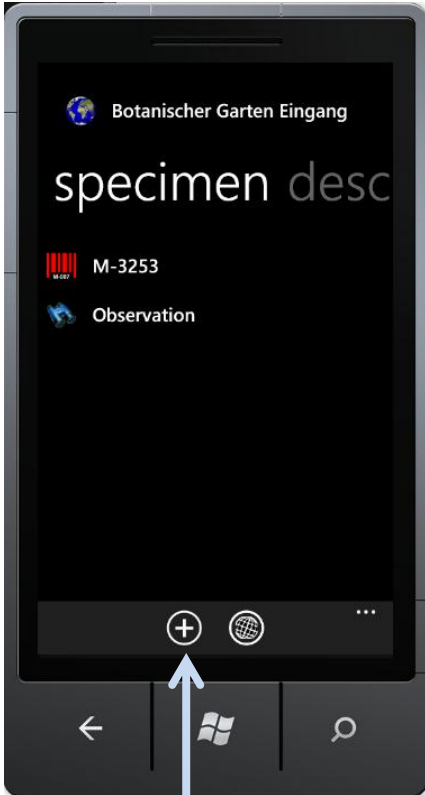 Botanischer Garten Eingang
specimen desc
M-3253
Observation